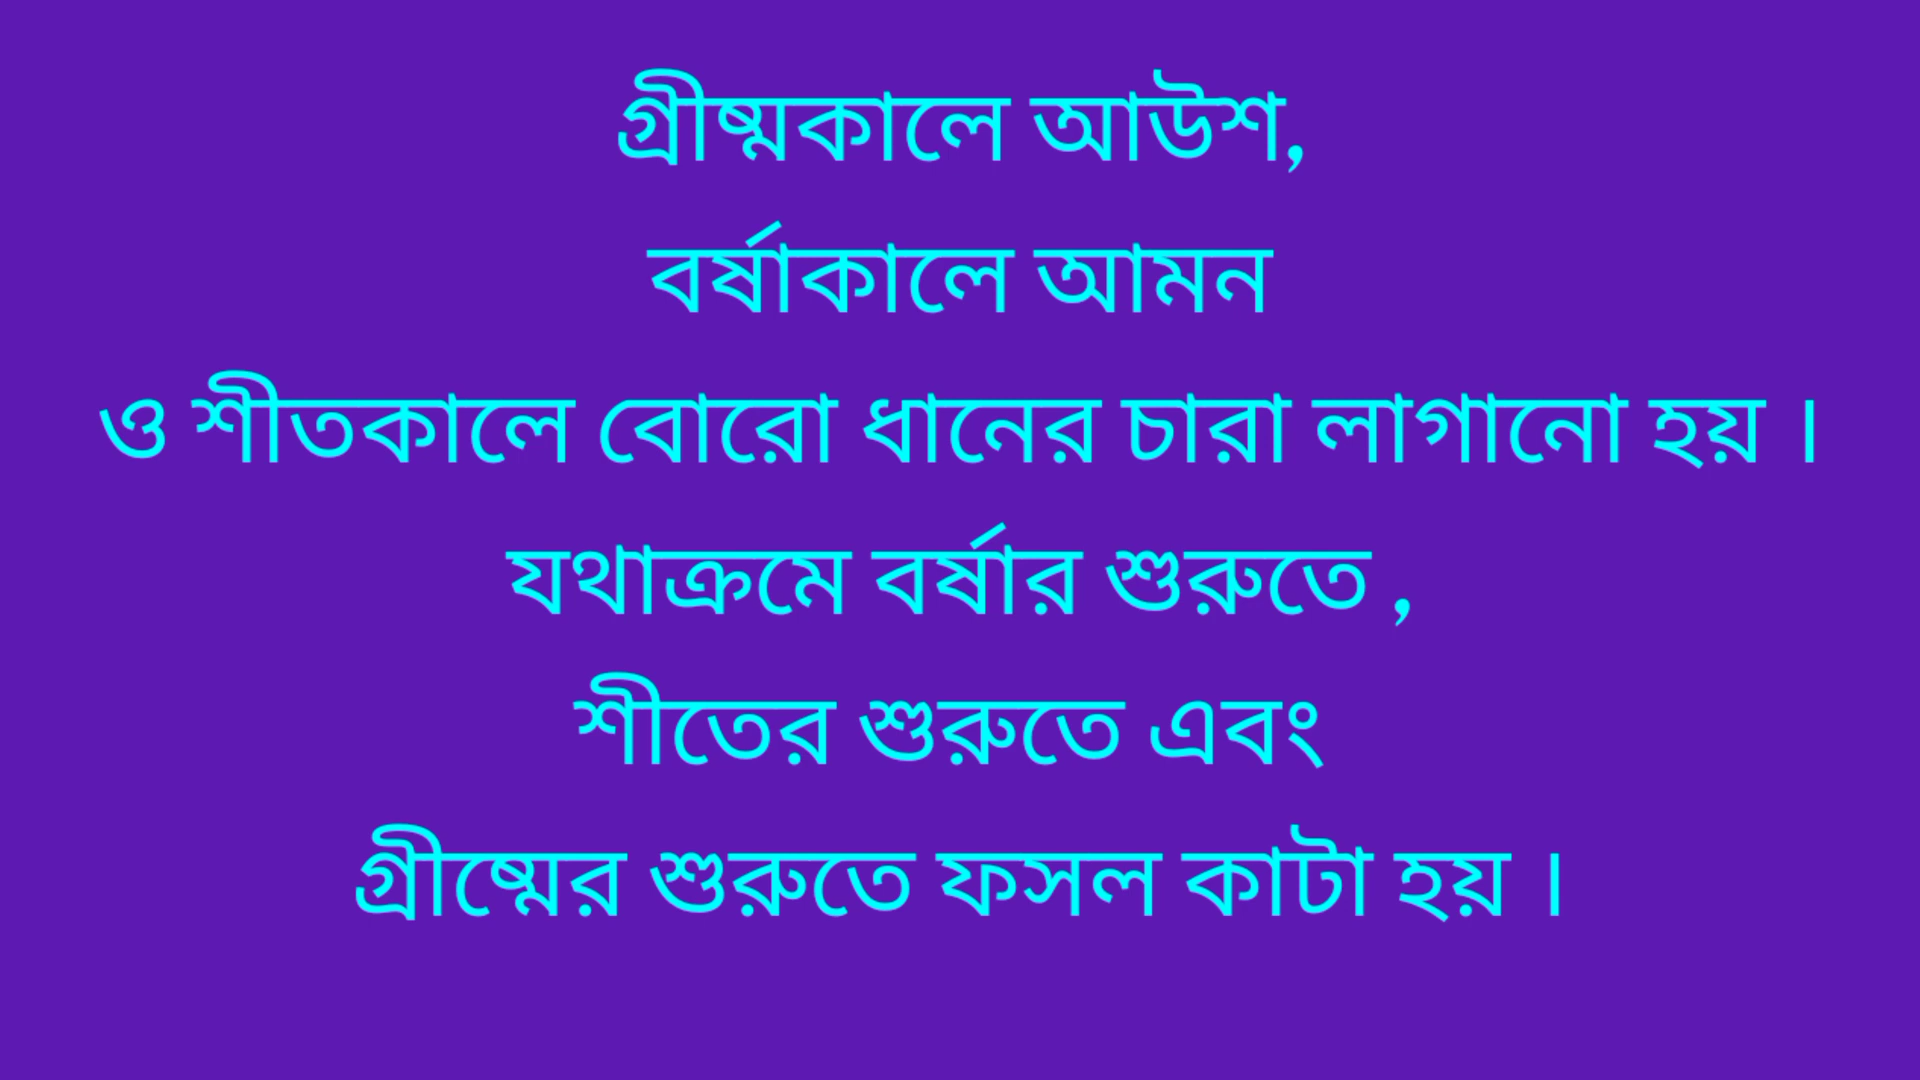 গ্রীষ্মকালে আউশ,
বর্ষাকালে আমন
ও শীতকালে বোরো ধানের চারা লাগানো হয় ।
যথাক্রমে বর্ষার শুরুতে ,
শীতের শুরুতে এবং
গ্রীষ্মের শুরুতে ফসল কাটা হয় ।